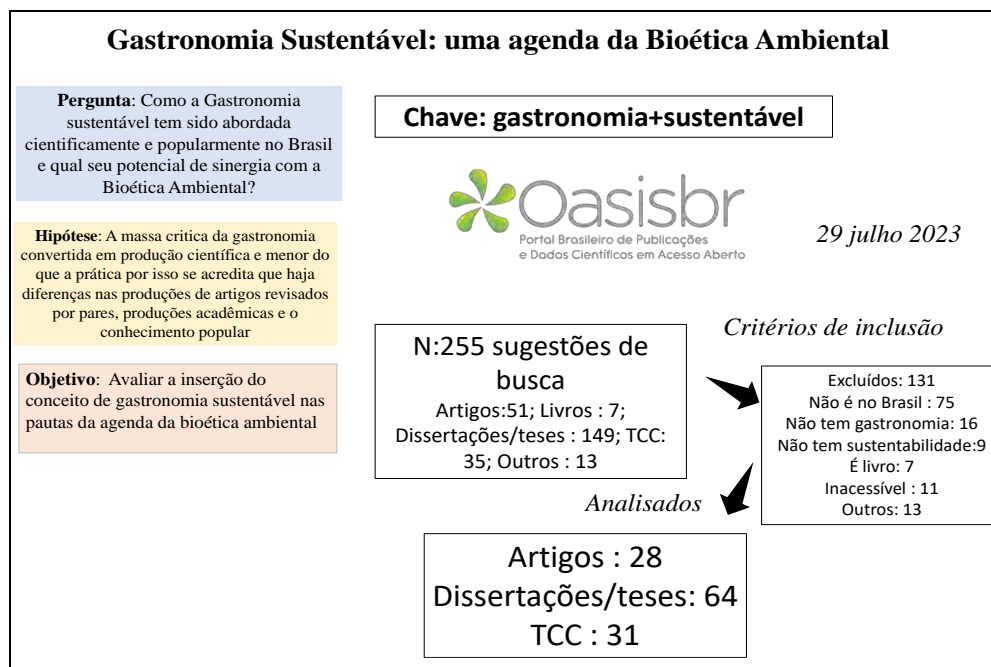 Gastronomia Sustentável: uma agenda da Bioética Ambiental
Pergunta: Como a Gastronomia
sustentável tem sido abordada
cientificamente e popularmente no Brasil
e qual seu potencial de sinergia com a
Bioética Ambiental?
Hipótese: A massa critica da gastronomia
convertida em produção científica e menor do
que a prática por isso se acredita que haja
diferenças nas produções de artigos revisados
por pares, produções acadêmicas e o
conhecimento popular
Objetivo: Avaliar a inserção do
conceito de gastronomia sustentável nas
pautas da agenda da bioética ambiental
Chave: gastronomia+sustentável
Oasisbr
Portal Brasileiro de Publicações
e Dados Científicos em Acesso Aberto
29 julho 2023
N:255 sugestões de
busca
Artigos:51; Livros : 7;
Dissertações/teses : 149; TCC:
35; Outros : 13
Critérios de inclusão
Excluídos: 131
Não é no Brasil : 75
Não tem gastronomia: 16
Não tem sustentabilidade:9
É livro: 7
Inacessível : 11
Outros: 13
Analisados
Artigos : 28
Dissertações/teses: 64
TCC : 31